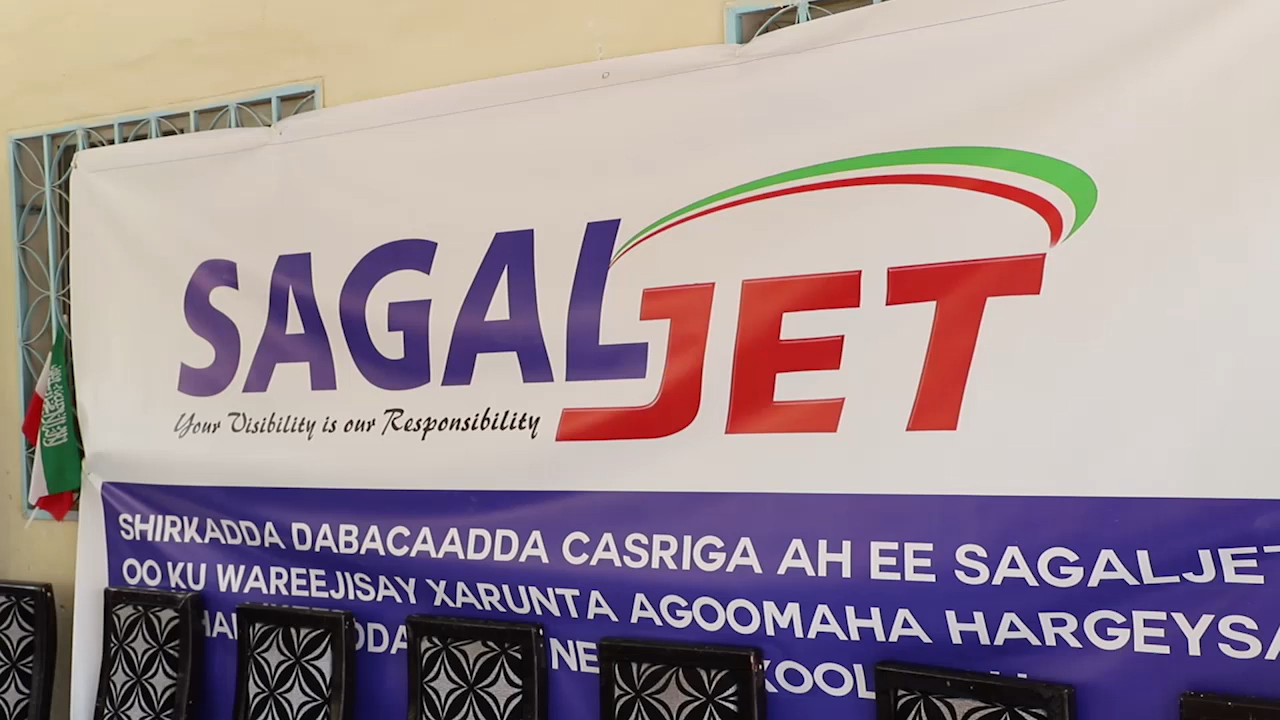 SAGAL JET
Your Visibility is our Responsibility
SHIRKADDA DABACAADDA CASRIGA AH EE SAGALJET
OO KU WAREEJISAY XARUNTA AGOOMAHA HARGEYSA